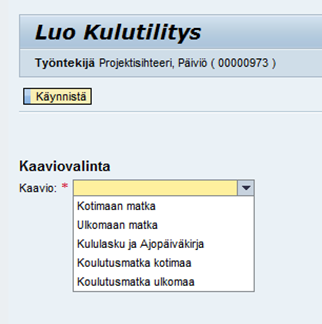 Luo Kulutilitys
Työntekijä Projektisihteeri, Päiviö ( 00000973 )
Käynnistä
Kaaviovalinta
Kaavio: *
Kotimaan matka
Ulkomaan matka
Kululasku ja Ajopäiväkirja
Koulutusmatka kotimaa
Koulutusmatka ulkomaa